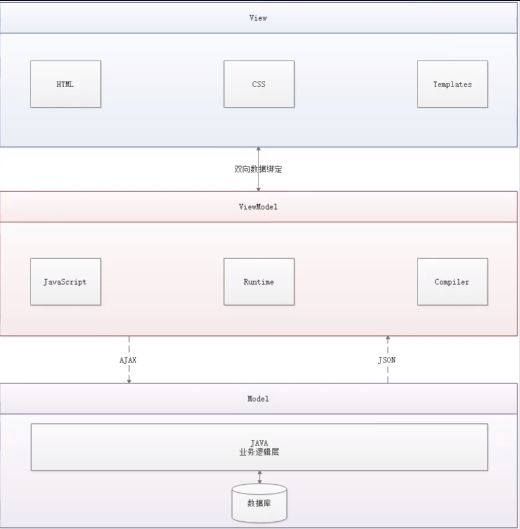 View
HTML
CSS
Templates
双向数据绑定
ViewModel
JavaScript
Runtime
Compiler
AJAX
JSON
Model
JAVA
业务逻辑层
数据库